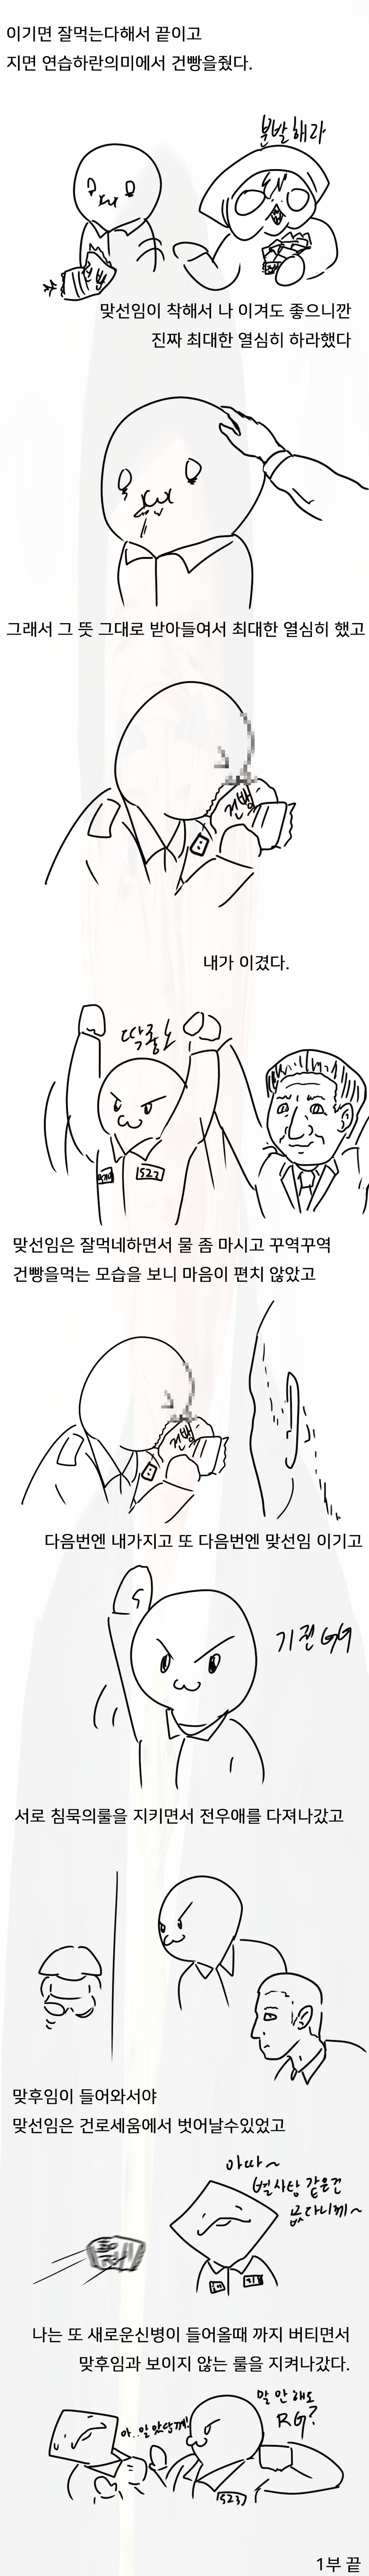 이기면 잘먹는다해서 끝이고
지면 연습하란의미에서 건빵을줬다.
분발해라
건빵
맞선임이 착해서 나 이겨도 좋으니깐
진짜 최대한 열심히 하라했다
그래서 그 뜻 그대로 받아들여서 최대한 열심히 했고
건빵
내가 이겼다.
딱좋노
523
맞선임은 잘먹네하면서 물 좀 마시고 꾸역꾸역
건빵을먹는 모습을 보니 마음이 편치 않았고
건빵
다음번엔 내가지고 또 다음번엔 맞선임 이기고
기젼
서로 침묵의룰을 지키면서 전우애를 다져나갔고
맞후임이 들어와서야
맞선임은 건로세움에서 벗어날수있었고
아따~
별사탕 같은건
없다니께~
나는 또 새로운신병이 들어올때 까지 버티면서
맞후임과 보이지 않는 룰을 지켜나갔다.
말 안해도
RG?
아..알았당께!
523
1부 끝